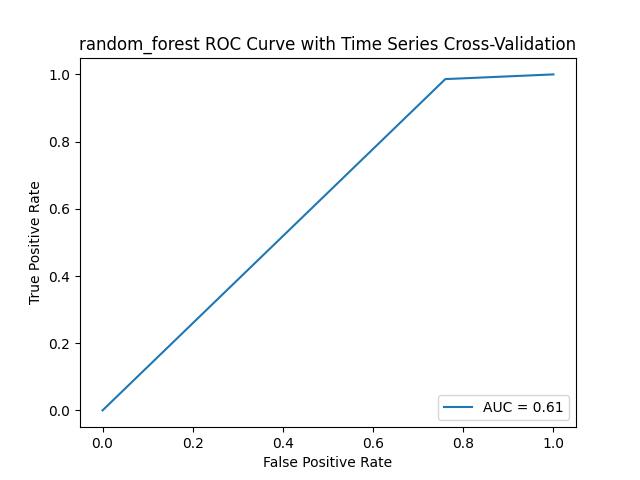 random_forest ROC Curve with Time Series Cross-Validation
True Positive Rate
1.0
0.8
0.6
0.4
0.2
0.0
AUC = 0.61
0.0 0.2 0.4 0.6 0.8 1.0
False Positive Rate